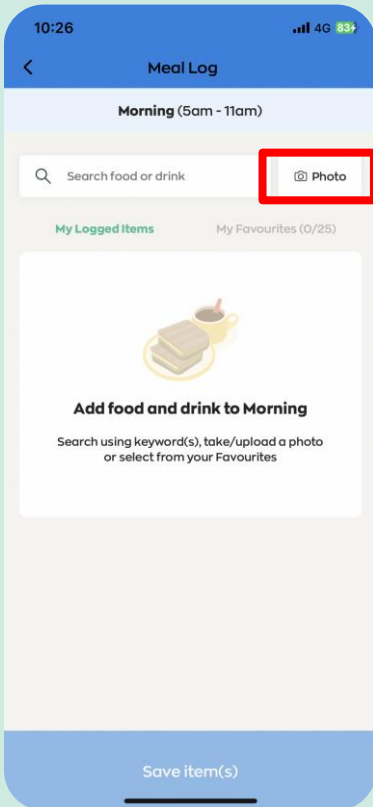 10:26 4G 83
Meal Log
Morning (5am - 11am)
Search food or drink Photo
My Logged Items My Favourites (0/25)
Add food and drink to Morning
Search using keyword(s), take/upload a photo
or select from your Favourites
Save item(s)